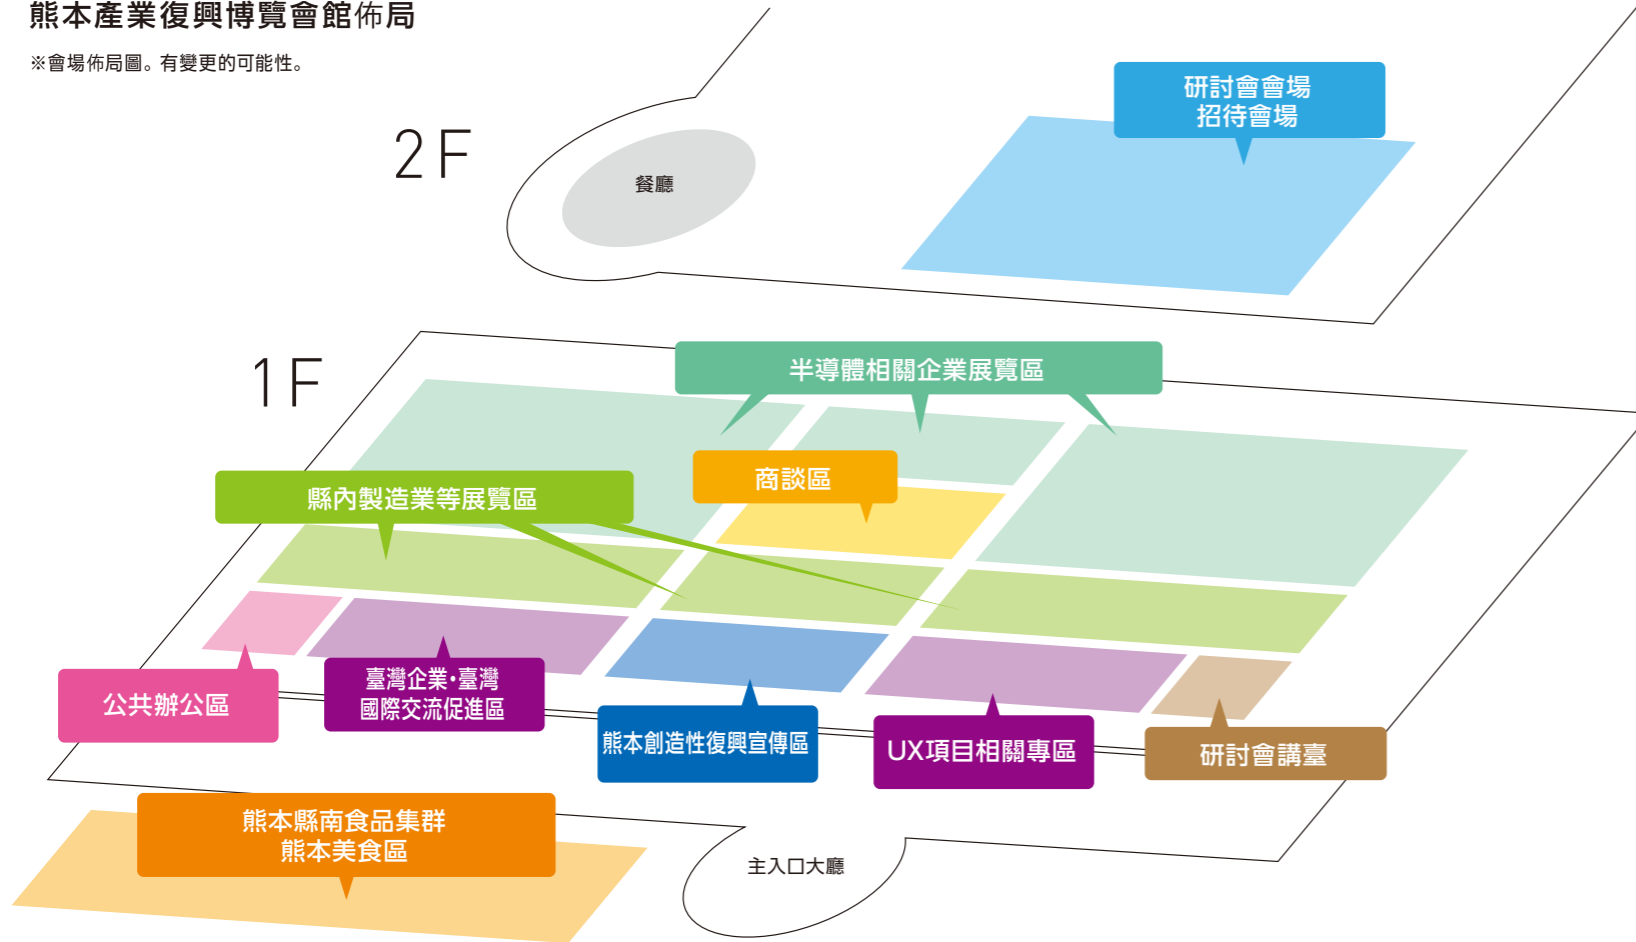 熊本產業復興博覽會館佈局
※會場佈局圖。有變更的可能性。
2F
研討會會場
招待會場
餐廳
1F
半導體相關企業展覽區
商談區
縣內製造業等展覽區
公共辦公區
臺灣企業・臺灣
國際交流促進區
熊本創造性復興宣傳區
UX項目相關專區
研討會講臺
熊本縣南食品集群
熊本美食區
主入口大廳